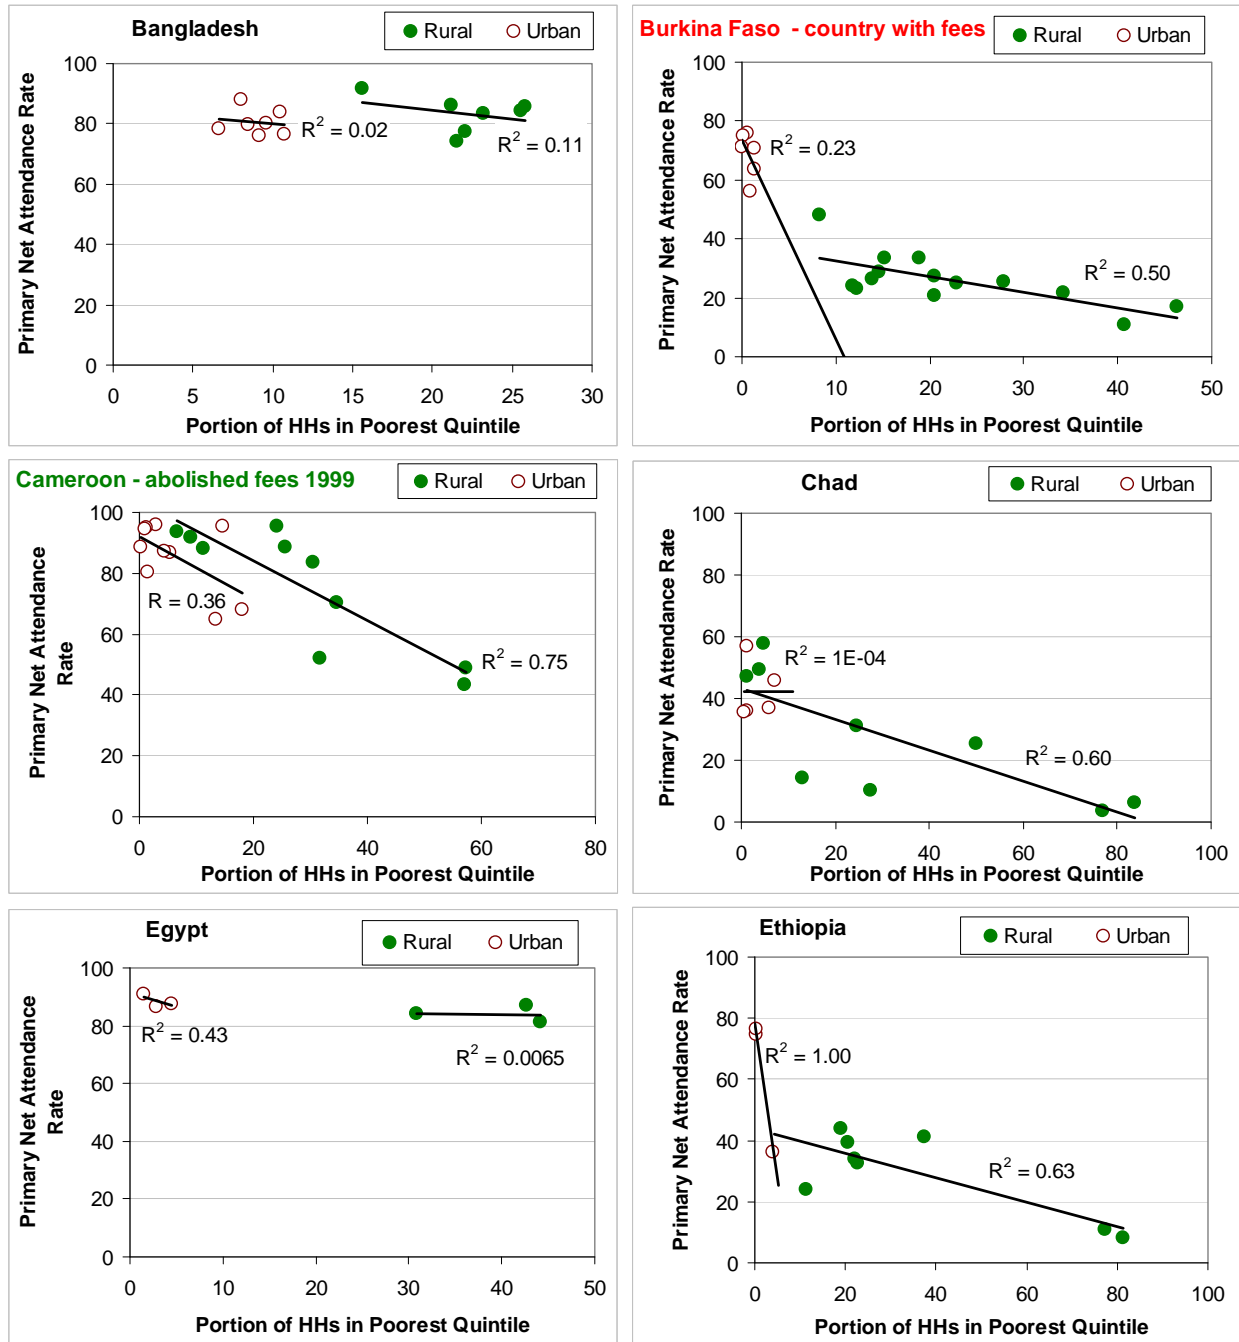 Bangladesh
Rural Urban
Primary Net Attendance Rate
100
80
60
40
20
0
R² = 0.02
R² = 0.11
0 5 10 15 20 25 30
Portion of HHs in Poorest Quintile
Burkina Faso - country with fees
Rural Urban
Primary Net Attendance Rate
100
80
60
40
20
0
R² = 0.23
R² = 0.50
0 10 20 30 40 50
Portion of HHs in Poorest Quintile
Cameroon - abolished fees 1999
Rural Urban
Primary Net Attendance
Rate
100
80
60
40
20
0
R = 0.36
R² = 0.75
0 20 40 60 80
Portion of HHs in Poorest Quintile
Chad
Rural Urban
Primary Net Attendance Rate
100
80
60
40
20
0
R² = 1E-04
R² = 0.60
0 20 40 60 80 100
Portion of HHs in Poorest Quintile
Egypt
Rural Urban
Primary Net Attendance
Rate
100
80
60
40
20
0
R² = 0.43
R² = 0.0065
0 10 20 30 40 50
Portion of HHs in Poorest Quintile
Ethiopia
Rural Urban
Primary Net Attendance Rate
100
80
60
40
20
0
R² = 1.00
R² = 0.63
0 20 40 60 80 100
Portion of HHs in Poorest Quintile